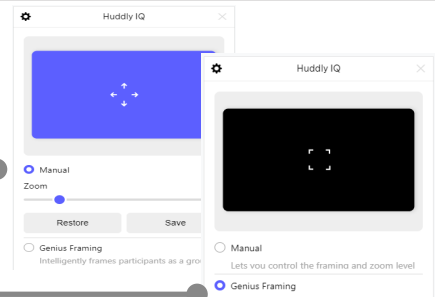 Huddly IQ
Manual
Zoom
Restore
Save
Genius Framing
Intelligently frames participants as a gro
Huddly IQ
Manual
Lets you control the framing and zoom level
Genius Framing